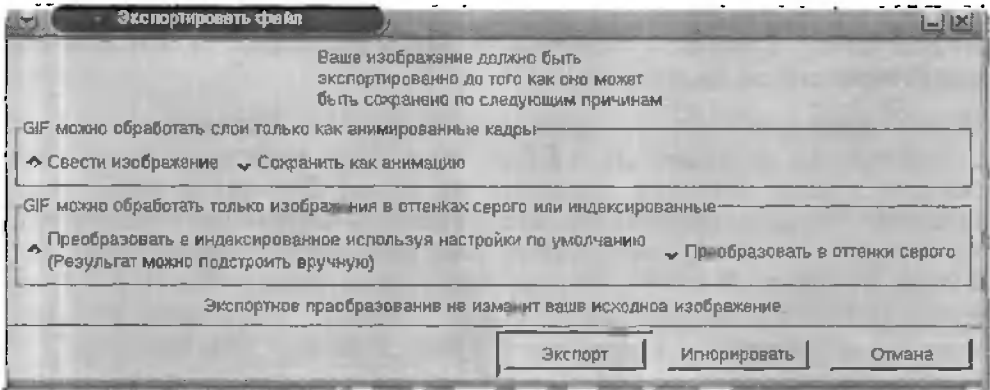 Экспортировать файл
Ваше изображение должно быть
экспортированно до того как оно может
быть сохранено по следующим причинам
GIF можно обработать слои только как анимированные кадры
Свести изображение Сохранить как анимацию
GIF можно обработать только изображения в оттенках серого или индексированные
Преобразовать в индексированное используя настройки по умолчанию
(Результат можно подстроить вручную)
Преобразовать в оттенки серого
Экспортное праобразование не изманит ваше исходное изображение
Экспорт Игнорировать Отмана